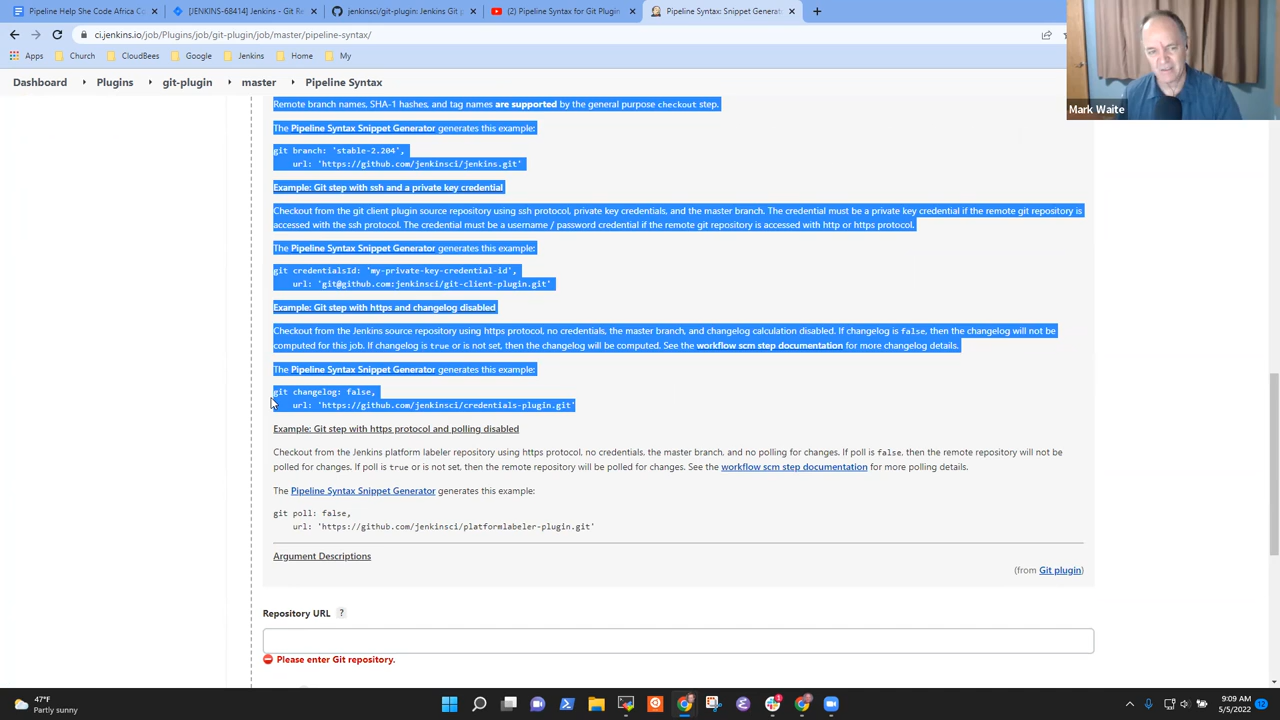 Pipeline Help She Code Africa Co
[JENKINS-68414] Jenkins - Git Re
jenkinsci/git-plugin: Jenkins Git p
(2) Pipeline Syntax for Git Plugin
Pipeline Syntax: Snippet Generat
ci.jenkins.io/job/Plugins/job/git-plugin/job/master/pipeline-syntax/
Apps
Church
CloudBees
Google
Jenkins
Home
My
Dashboard
Plugins
git-plugin
master
Pipeline Syntax
Mark Waite
Remote branch names, SHA-1 hashes, and tag names are supported by the general purpose checkout step.
The Pipeline Syntax Snippet Generator generates this example:
git branch: 'stable-2.204',
url: 'https://github.com/jenkinsci/jenkins.git'
Example: Git step with ssh and a private key credential
Checkout from the git client plugin source repository using ssh protocol, private key credentials, and the master branch. The credential must be a private key credential if the remote git repository is
accessed with the ssh protocol. The credential must be a username / password credential if the remote git repository is accessed with http or https protocol.
The Pipeline Syntax Snippet Generator generates this example:
git credentialsId: 'my-private-key-credential-id',
url: 'git@github.com:jenkinsci/git-client-plugin.git'
Example: Git step with https and changelog disabled
Checkout from the Jenkins source repository using https protocol, no credentials, the master branch, and changelog calculation disabled. If changelog is false, then the changelog will not be
computed for this job. If changelog is true or is not set, then the changelog will be computed. See the workflow scm step documentation for more changelog details.
The Pipeline Syntax Snippet Generator generates this example:
git changelog: false,
url: 'https://github.com/jenkinsci/credentials-plugin.git'
Example: Git step with https protocol and polling disabled
Checkout from the Jenkins platform labeler repository using https protocol, no credentials, the master branch, and no polling for changes. If poll is false, then the remote repository will not be
polled for changes. If poll is true or is not set, then the remote repository will be polled for changes. See the workflow scm step documentation for more polling details.
The Pipeline Syntax Snippet Generator generates this example:
git poll: false,
url: 'https://github.com/jenkinsci/platformlabeler-plugin.git'
Argument Descriptions
(from Git plugin)
Repository URL ?
Please enter Git repository.
47°F
Partly sunny
9:09 AM
5/5/2022